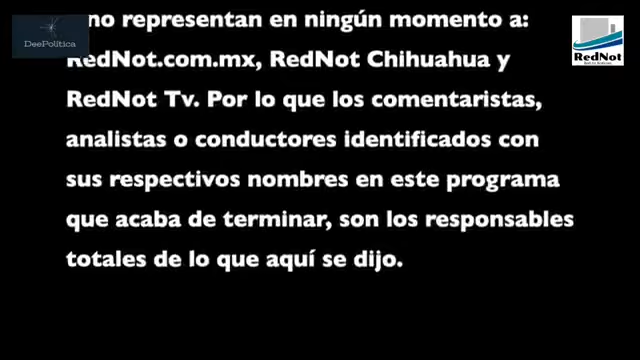 DeePolitica
RedNot
no representan en ningún momento a:
RedNot.com.mx, RedNot Chihuahua y
RedNot Tv. Por lo que los comentaristas,
analistas o conductores identificados con
sus respectivos nombres en este programa
que acaba de terminar, son los responsables
totales de lo que aquí se dijo.